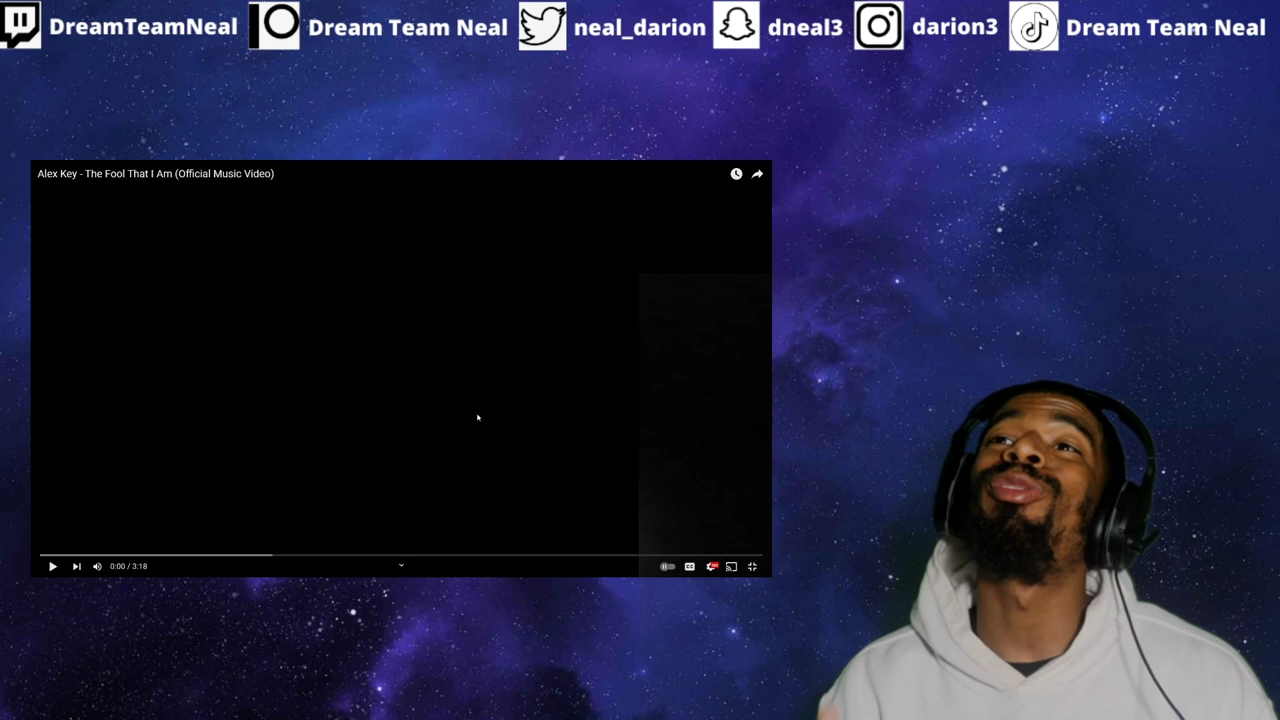 DreamTeamNeal Dream Team Neal neal_darion dneal3 darion3 Dream Team Neal
Alex Key - The Fool That I Am (Official Music Video)
0:00 / 3:18
CC